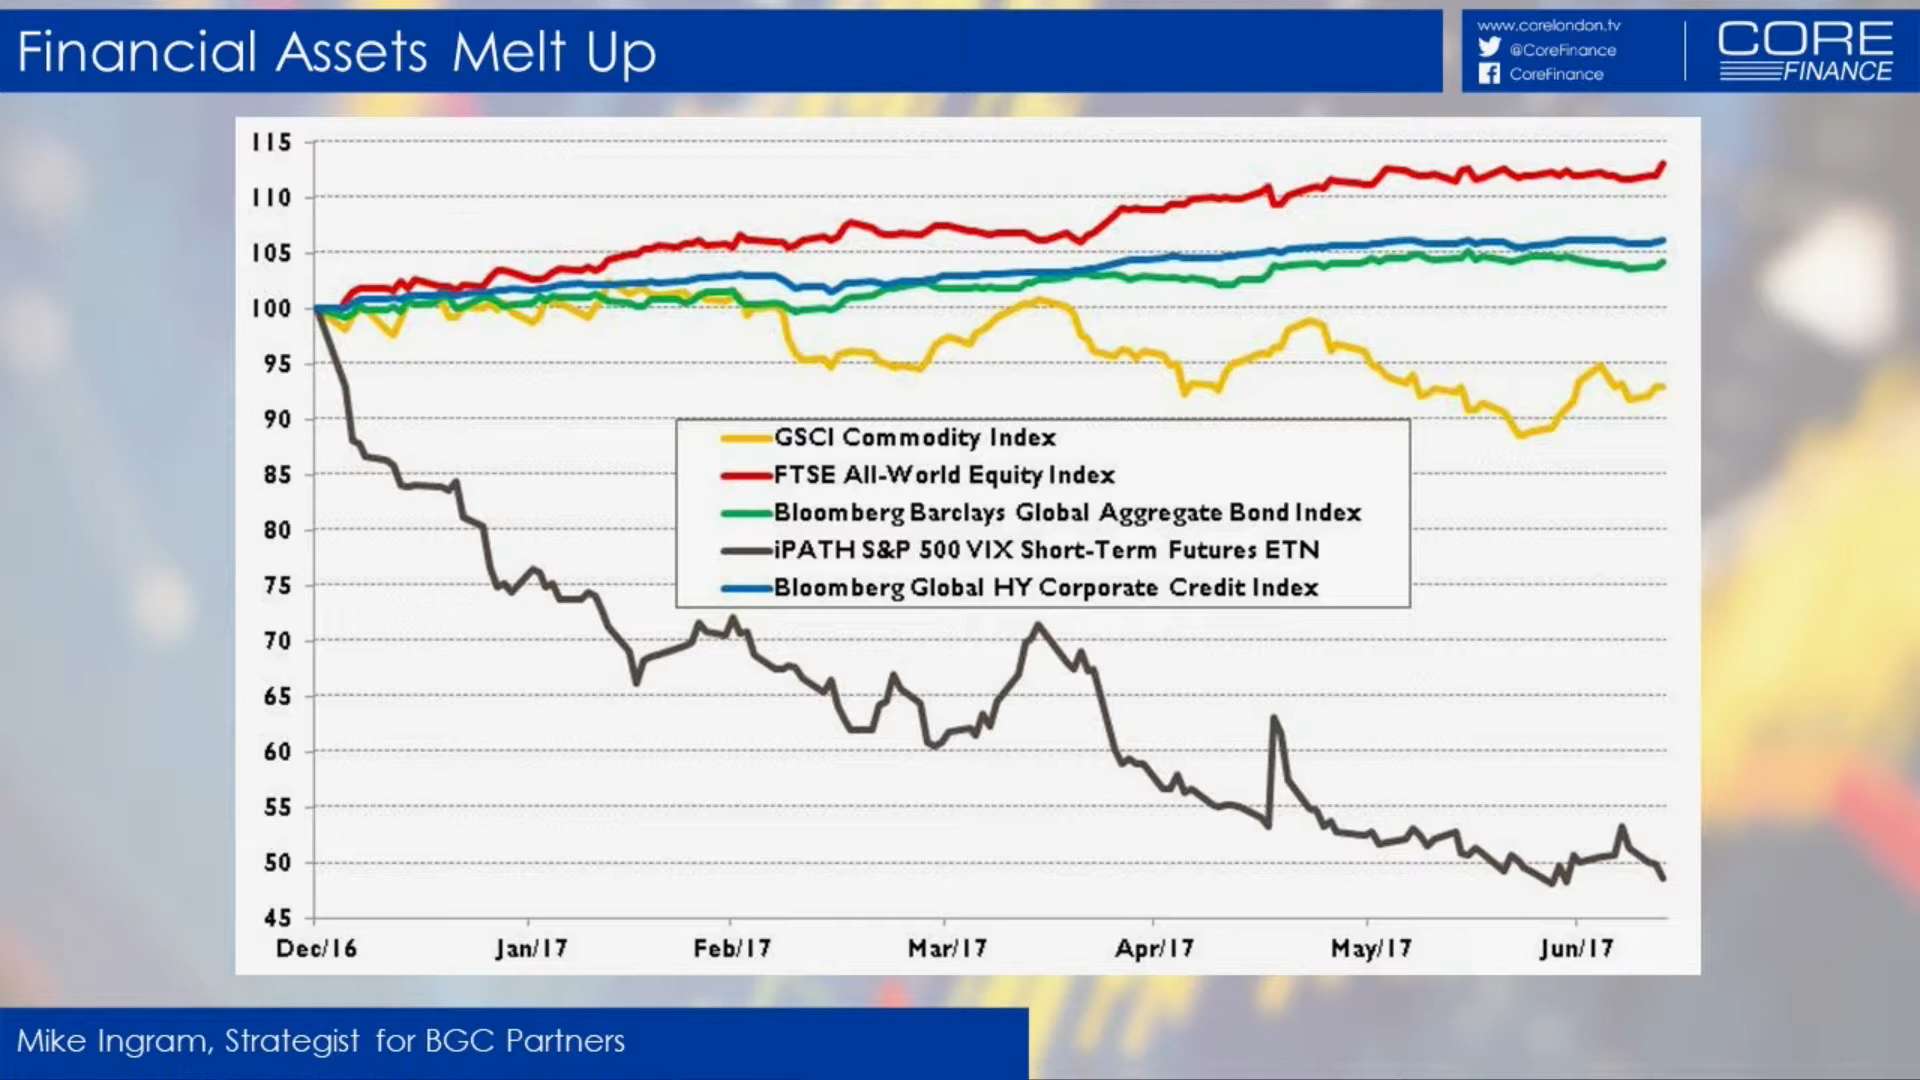 Financial Assets Melt Up
www.corelondon.tv
@CoreFinance
CoreFinance
CORE
FINANCE
115
110
105
100
95
90
85
80
75
70
65
60
55
50
45
GSCI Commodity Index
FTSE All-World Equity Index
Bloomberg Barclays Global Aggregate Bond Index
iPATH S&P 500 VIX Short-Term Futures ETN
Bloomberg Global HY Corporate Credit Index
Dec/16 Jan/17 Feb/17 Mar/17 Apr/17 May/17 Jun/17
Mike Ingram, Strategist for BGC Partners